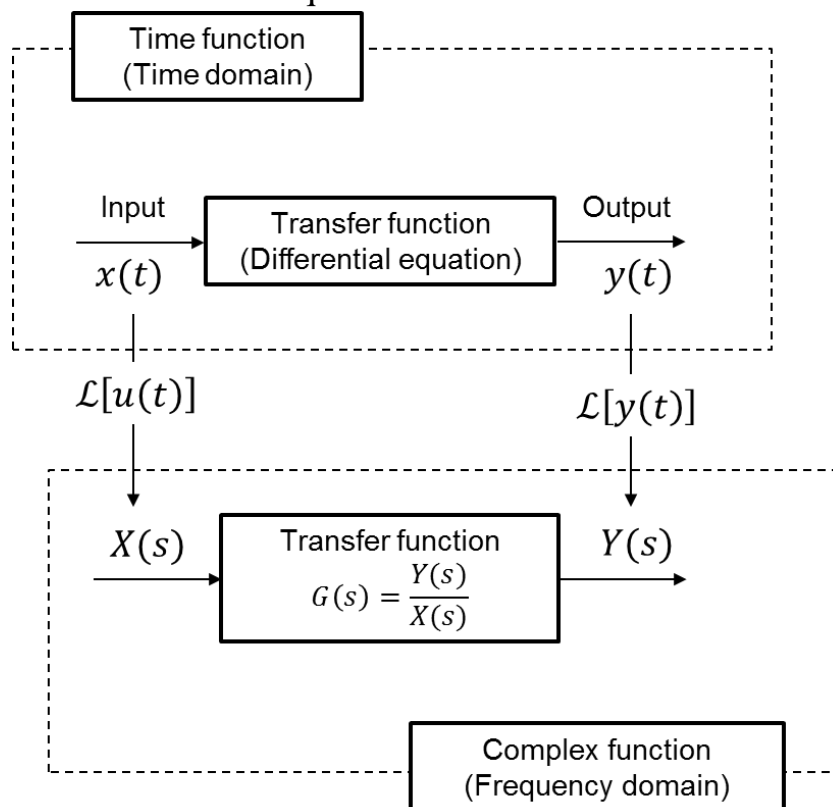 Time function
(Time domain)
Input
Transfer function
(Differential equation)
Output
x(t)
y(t)
ℒ[u(t)]
ℒ[y(t)]
X(s)
Transfer function
G(s) = Y(s)/X(s)
Y(s)
Complex function
(Frequency domain)